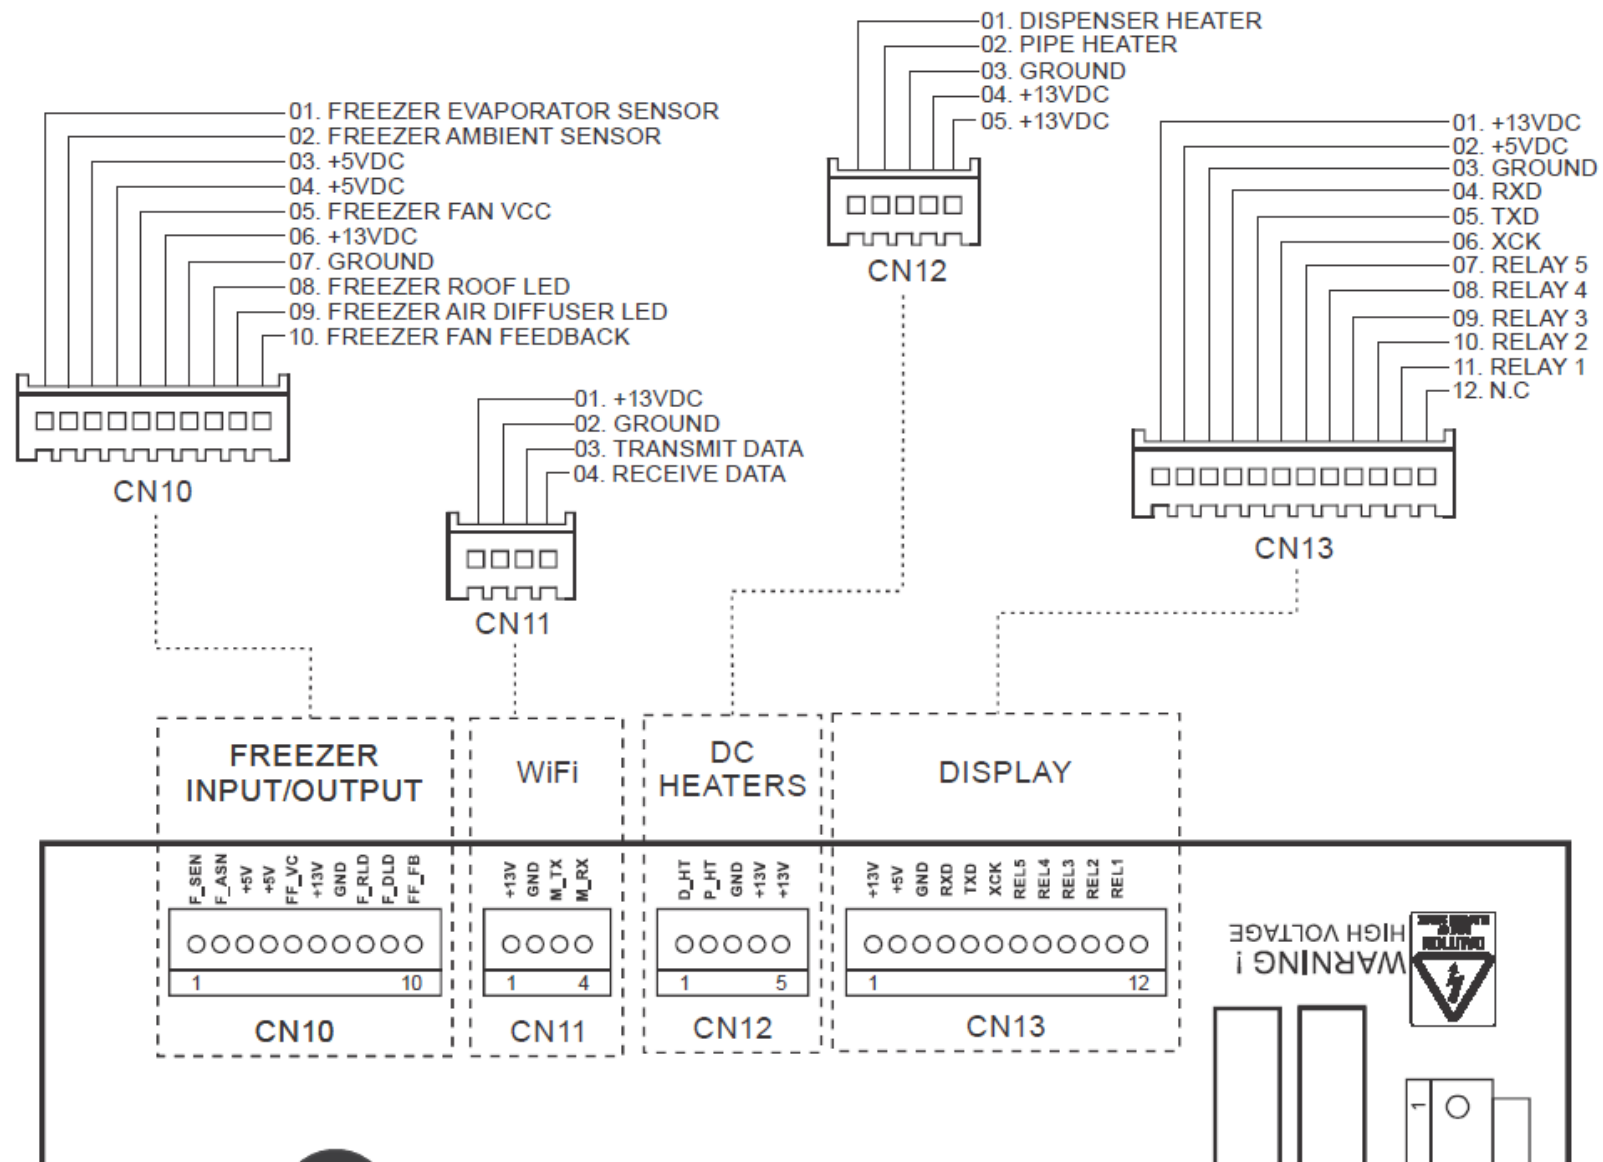 01. DISPENSER HEATER
02. PIPE HEATER
03. GROUND
04. +13VDC
05. +13VDC
CN12
01. FREEZER EVAPORATOR SENSOR
02. FREEZER AMBIENT SENSOR
03. +5VDC
04. +5VDC
05. FREEZER FAN VCC
06. +13VDC
07. GROUND
08. FREEZER ROOF LED
09. FREEZER AIR DIFFUSER LED
10. FREEZER FAN FEEDBACK
CN10
01. +13VDC
02. GROUND
03. TRANSMIT DATA
04. RECEIVE DATA
CN11
01. +13VDC
02. +5VDC
03. GROUND
04. RXD
05. TXD
06. XCK
07. RELAY 5
08. RELAY 4
09. RELAY 3
10. RELAY 2
11. RELAY 1
12. N.C
CN13
FREEZER
INPUT/OUTPUT
F_SEN
F_ASN
+5V
+5V
FF_VC
+13V
GND
F_RLD
F_DLD
FF_FB
1 10
CN10
WiFi
+13V
GND
M_TX
M_RX
1 4
CN11
DC
HEATERS
D_HT
P_HT
GND
+13V
+13V
1 5
CN12
DISPLAY
+13V
+5V
GND
RXD
TXD
XCK
REL5
REL4
REL3
REL2
REL1
1 12
CN13
WARNING !
HIGH VOLTAGE
CAUTION
1